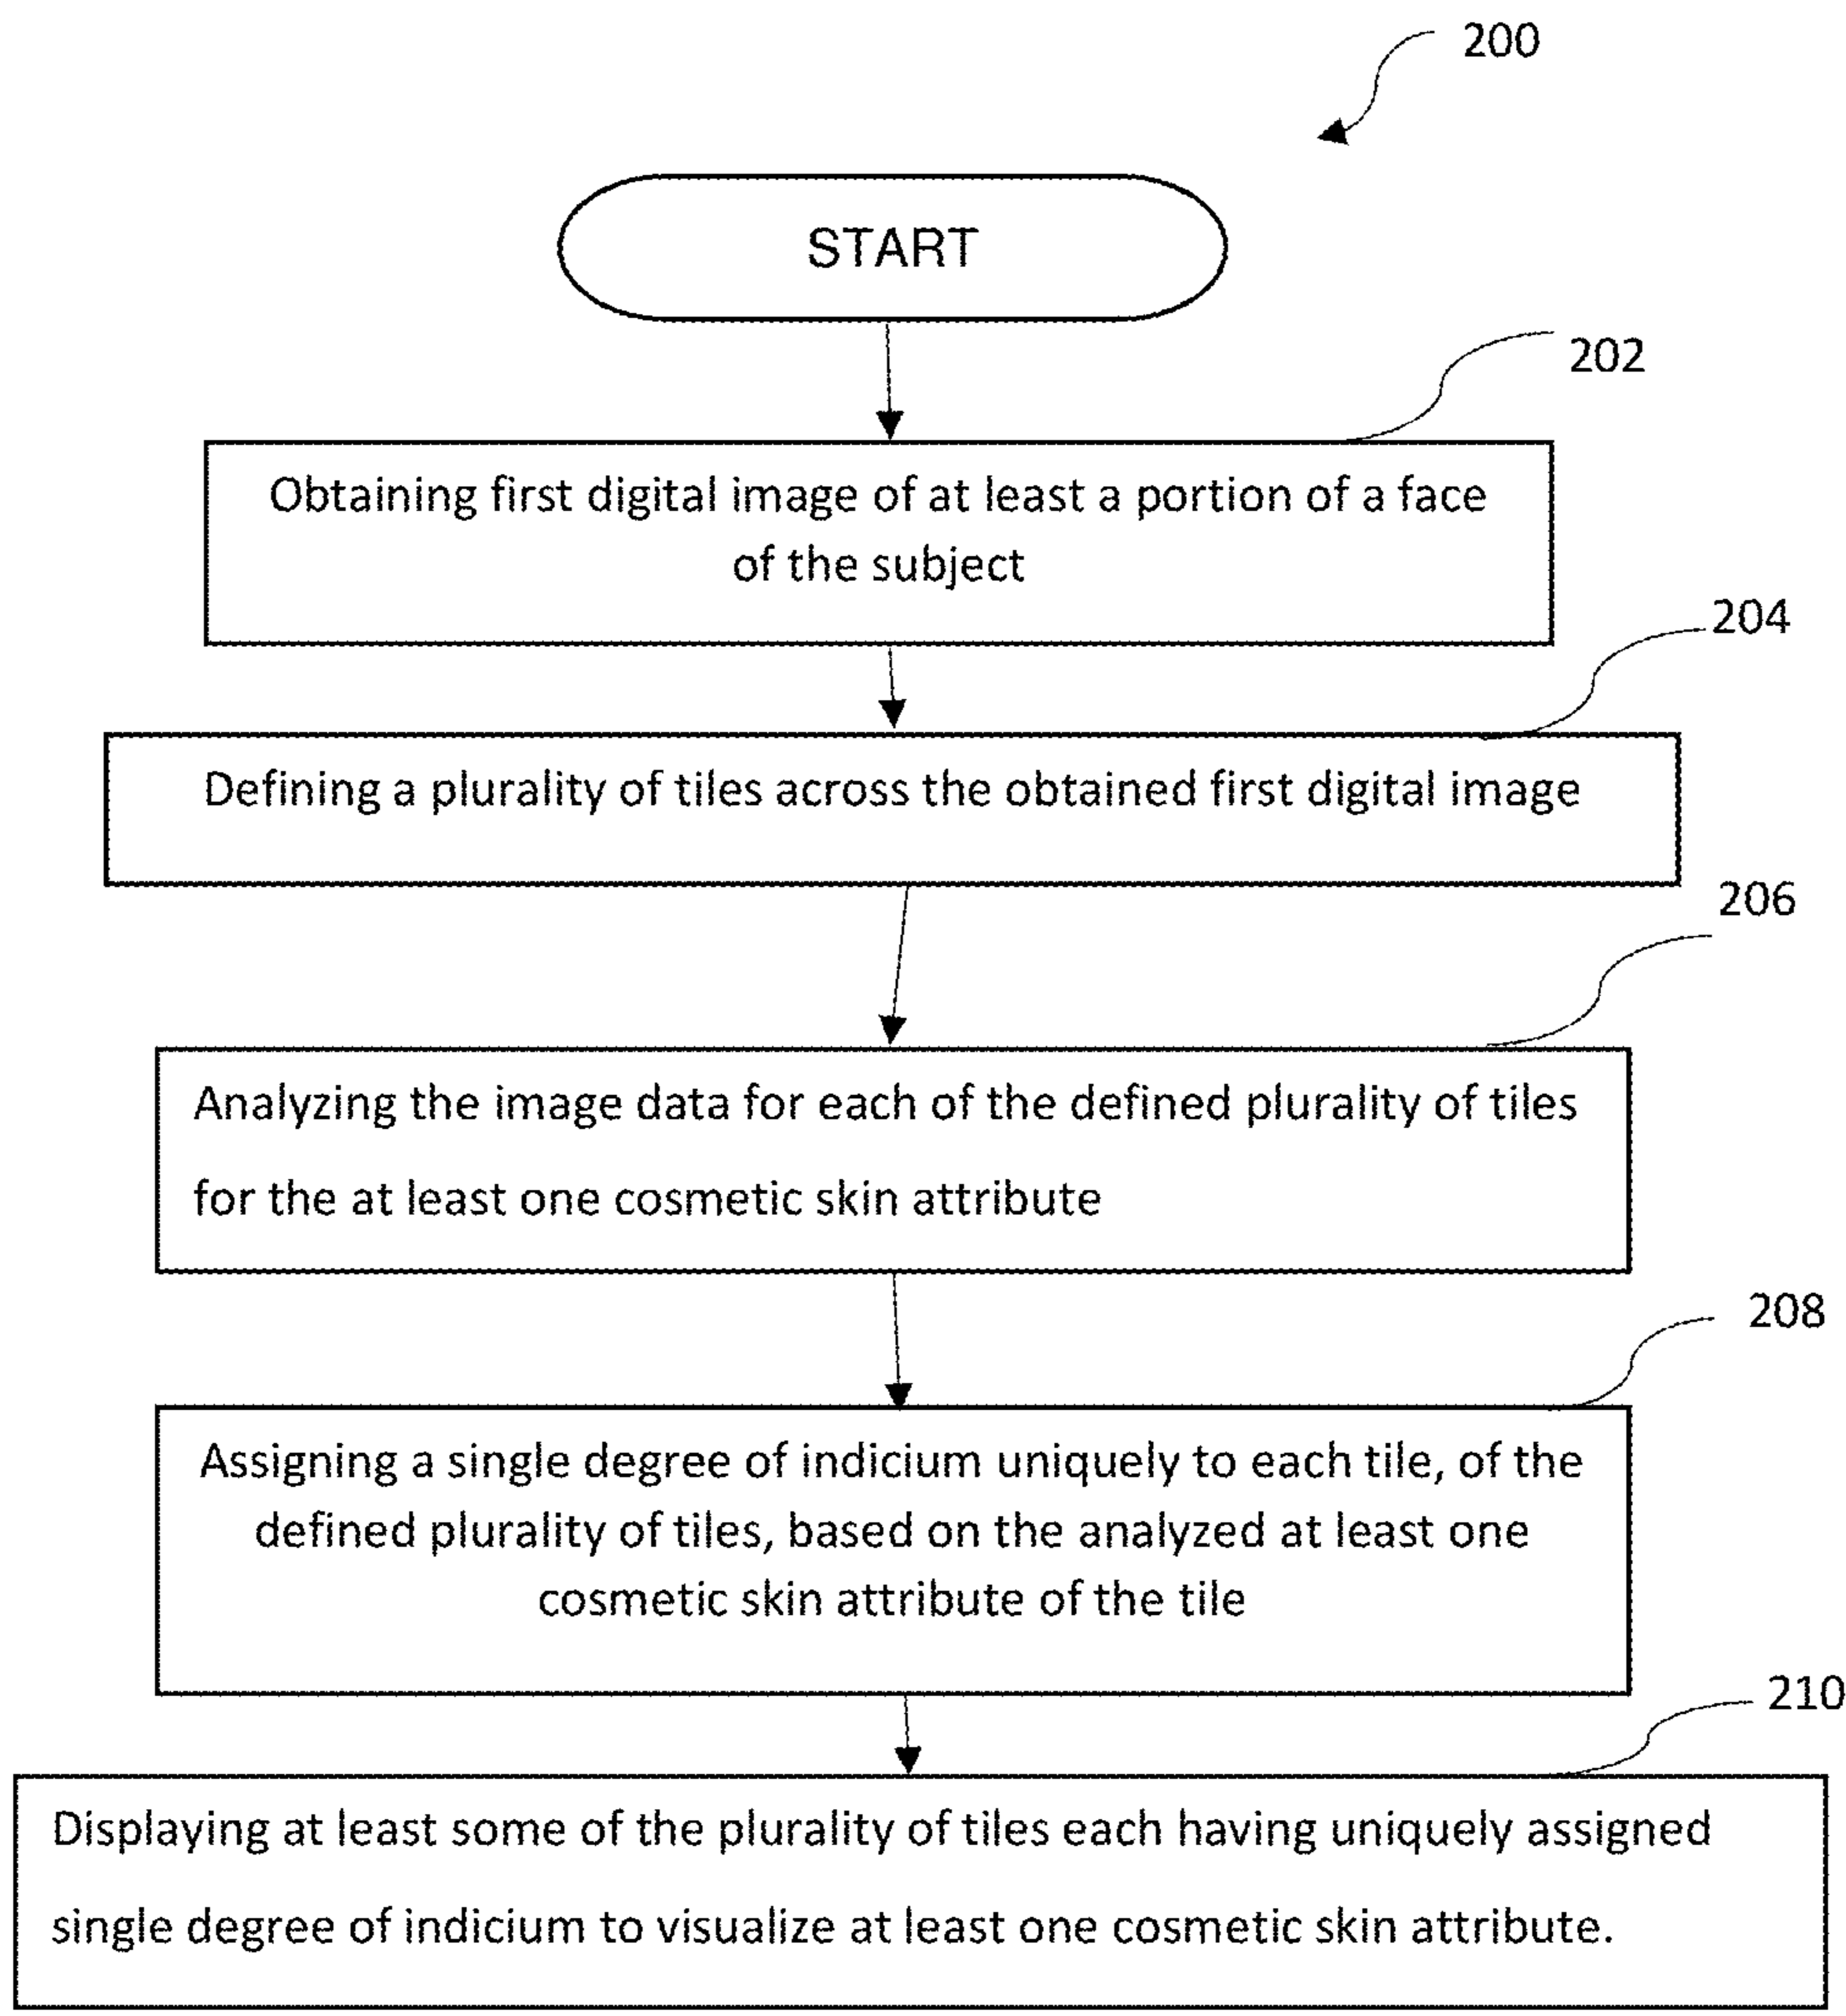 200
START
202
Obtaining first digital image of at least a portion of a face
of the subject
204
Defining a plurality of tiles across the obtained first digital image
206
Analyzing the image data for each of the defined plurality of tiles
for the at least one cosmetic skin attribute
208
Assigning a single degree of indicium uniquely to each tile, of the
defined plurality of tiles, based on the analyzed at least one
cosmetic skin attribute of the tile
210
Displaying at least some of the plurality of tiles each having uniquely assigned
single degree of indicium to visualize at least one cosmetic skin attribute.